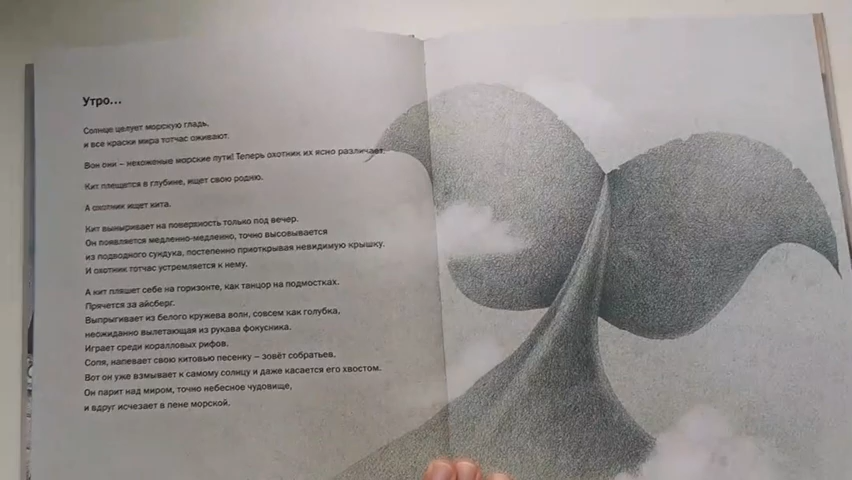 Утро...
Солнце целует морскую гладь,
и все краски мира тотчас оживают.
Вон они – нехоженые морские пути! Теперь охотник их ясно различает.
Кит плещется в глубине, ищет свою родню.
А охотник ищет кита.
Кит выныривает на поверхность только под вечер.
Он появляется медленно-медленно, точно высовывается
из подводного сундука, постепенно приоткрывая невидимую крышку.
И охотник тотчас устремляется к нему.
А кит пляшет себе на горизонте, как танцор на подмостках.
Прячется за айсберг.
Выпрыгивает из белого кружева волн, совсем как голубка,
неожиданно вылетающая из рукава фокусника.
Играет среди коралловых рифов.
Сопя, напевает свою китовью песенку – зовёт собратьев.
Вот он уже взмывает к самому солнцу и даже касается его хвостом.
Он парит над миром, точно небесное чудовище,
и вдруг исчезает в пене морской.